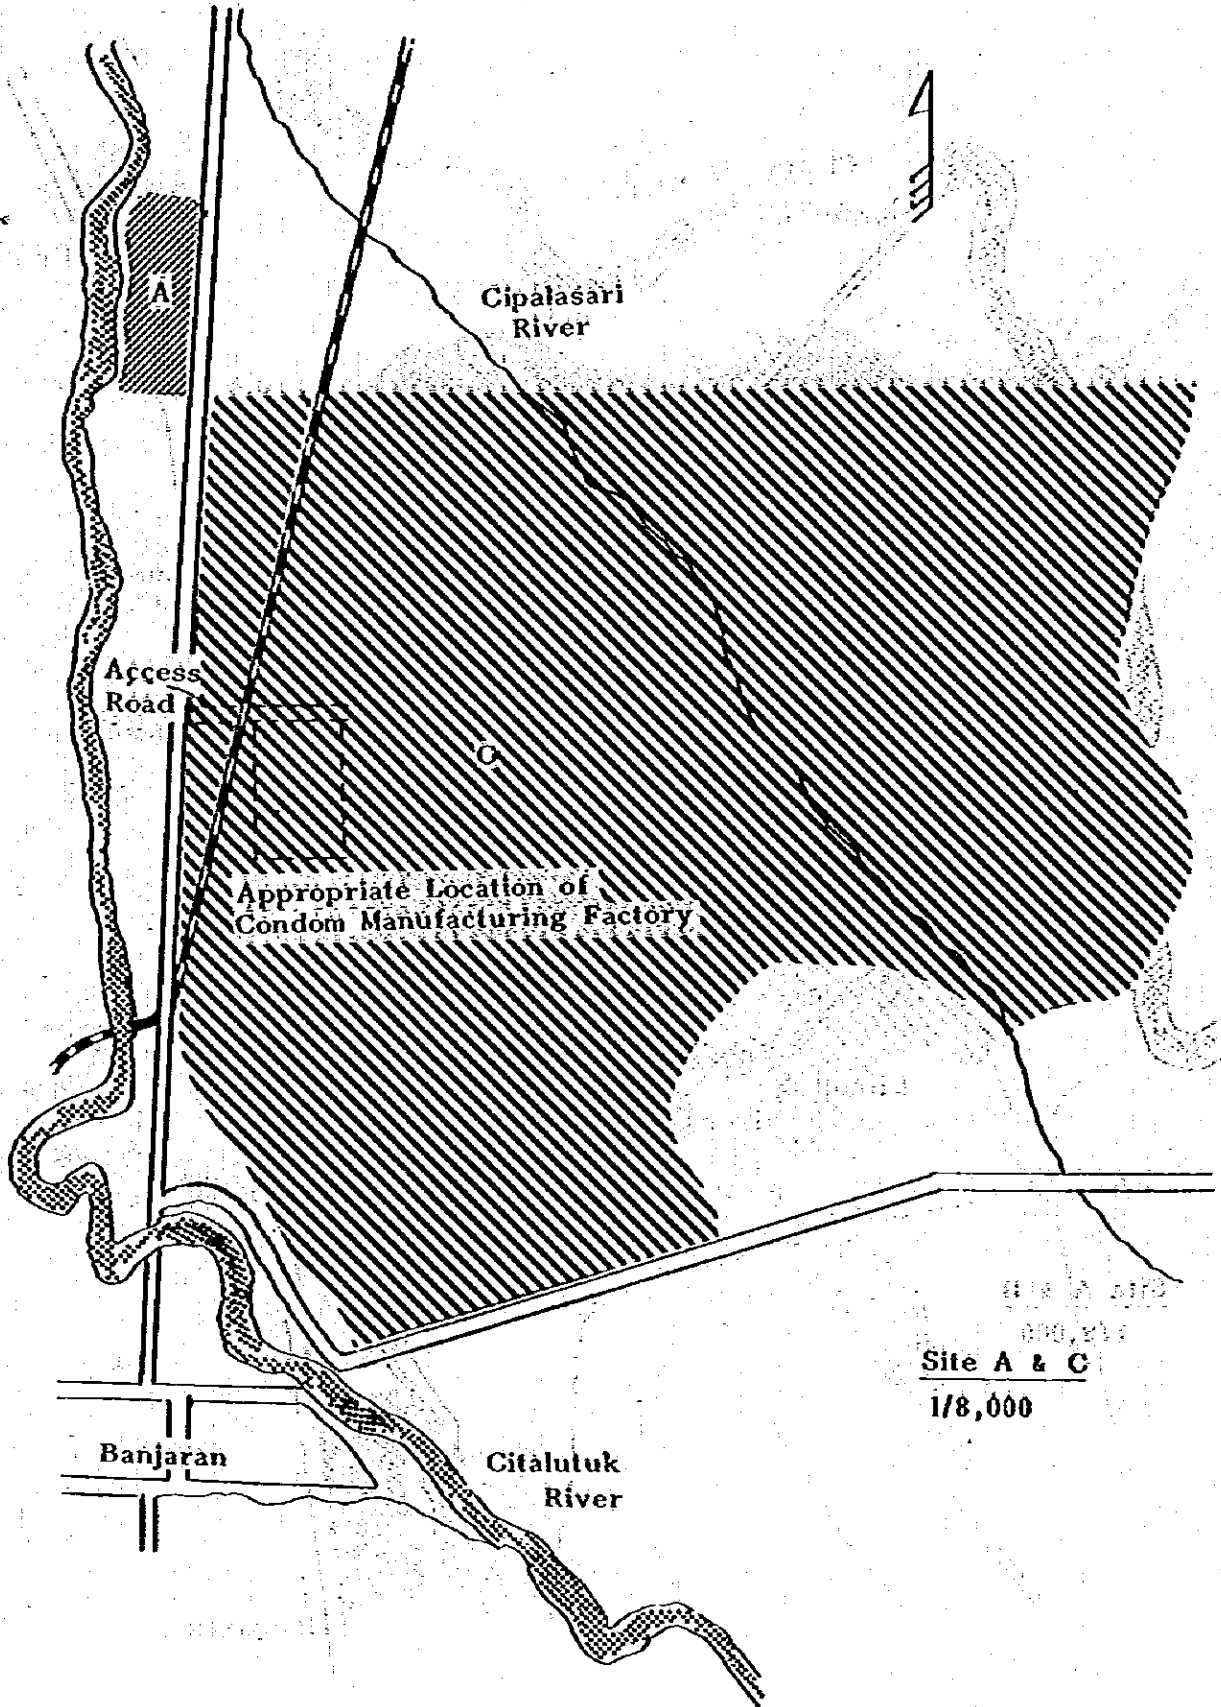 A
Cipalasari
River
Access
Road
C
Appropriate Location of
Condom Manufacturing Factory
Site A & C
1/8,000
Banjaran
Citalutuk
River